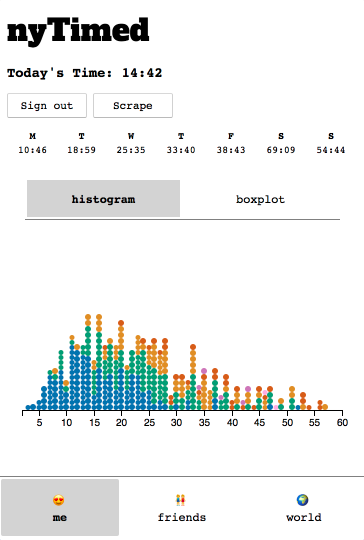 nyTimed
Today's Time: 14:42
Sign out Scrape
M T W T F S S
10:46 18:59 25:35 33:40 38:43 69:09 54:44
histogram boxplot
5 10 15 20 25 30 35 40 45 50 55 60
me friends world